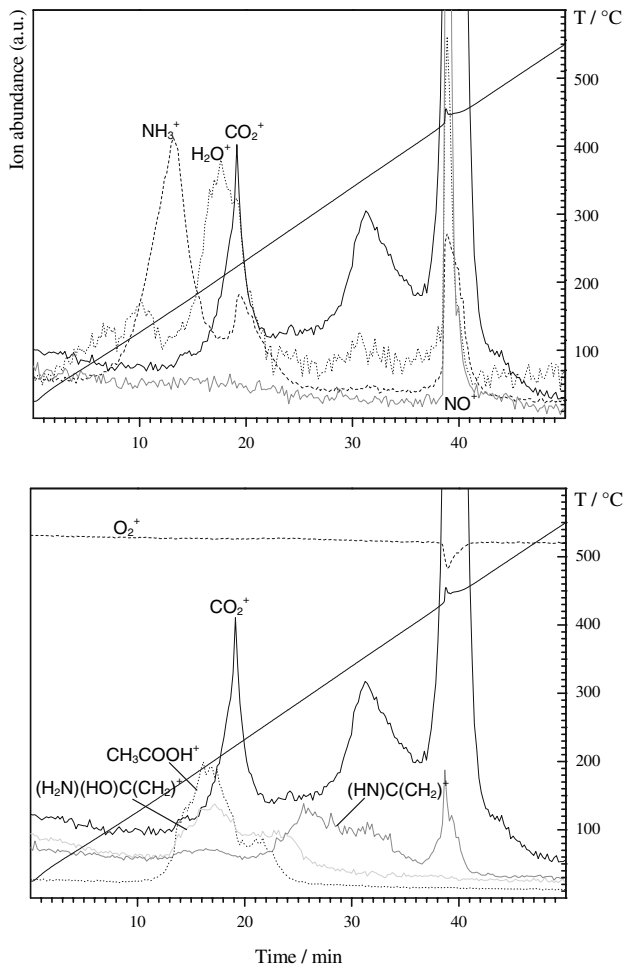 Ion abundance (a.u.)
T / °C
500
400
300
200
100
NH₃⁺
H₂O⁺
CO₂⁺
NO⁺
10
20
30
40
T / °C
500
400
300
200
100
O₂⁺
CO₂⁺
CH₃COOH⁺
(H₂N)(HO)C(CH₂)⁺
(HN)C(CH₂)⁺
10
20
30
40
Time / min